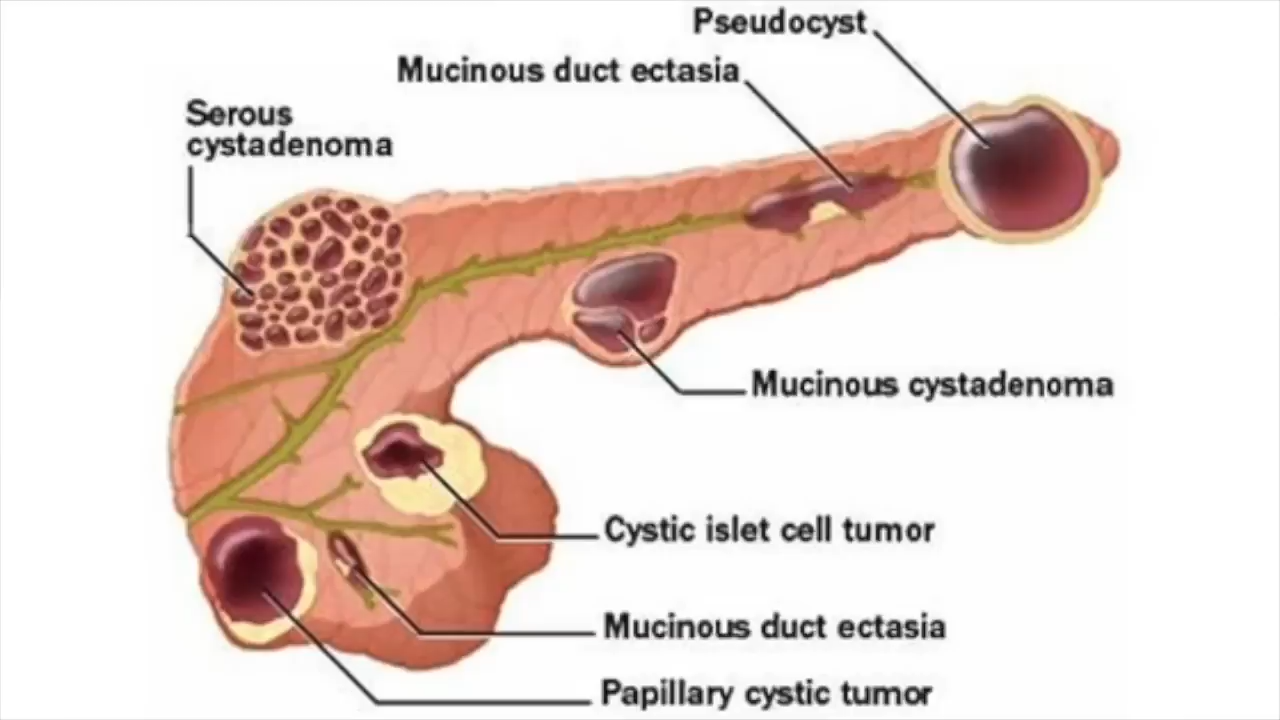 Pseudocyst
Mucinous duct ectasia
Serous
cystadenoma
Mucinous cystadenoma
Cystic islet cell tumor
Mucinous duct ectasia
Papillary cystic tumor